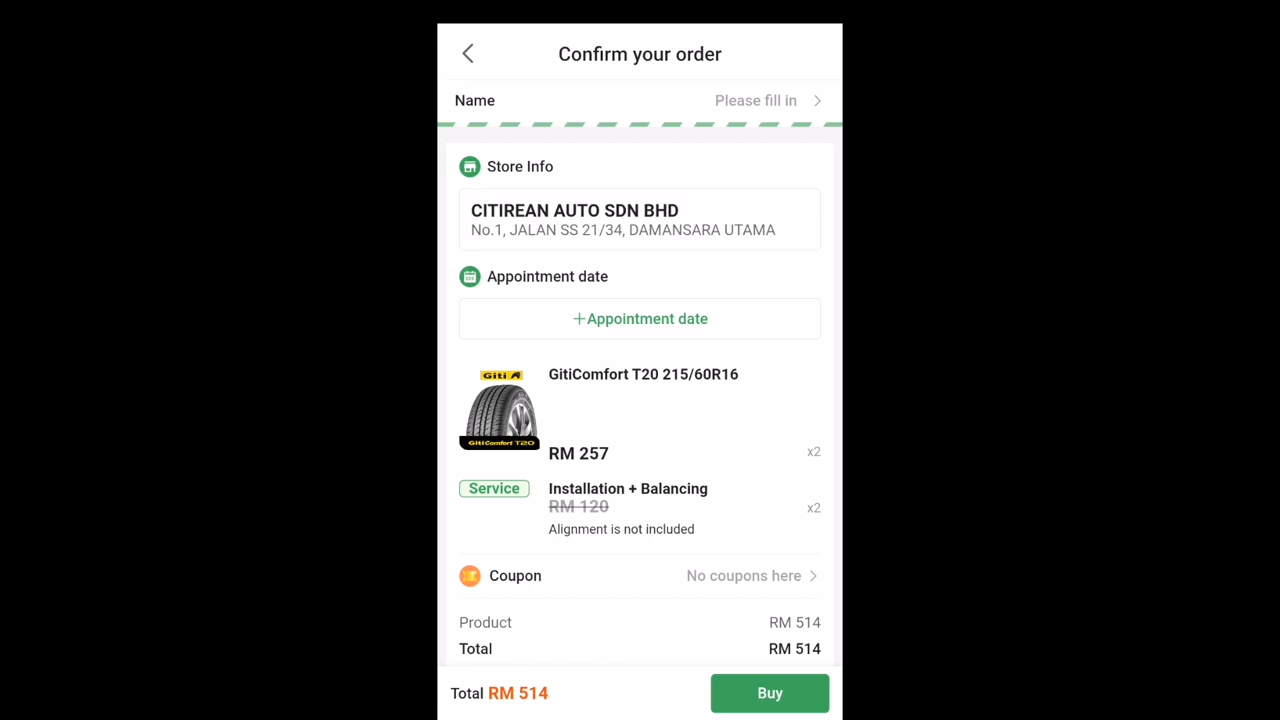 Confirm your order
Name Please fill in
Store Info
CITIREAN AUTO SDN BHD
No.1, JALAN SS 21/34, DAMANSARA UTAMA
Appointment date
+Appointment date
Giti
GitiComfort T20
GitiComfort T20 215/60R16
RM 257 x2
Service Installation + Balancing
RM 120 x2
Alignment is not included
Coupon No coupons here
Product RM 514
Total RM 514
Total RM 514 Buy